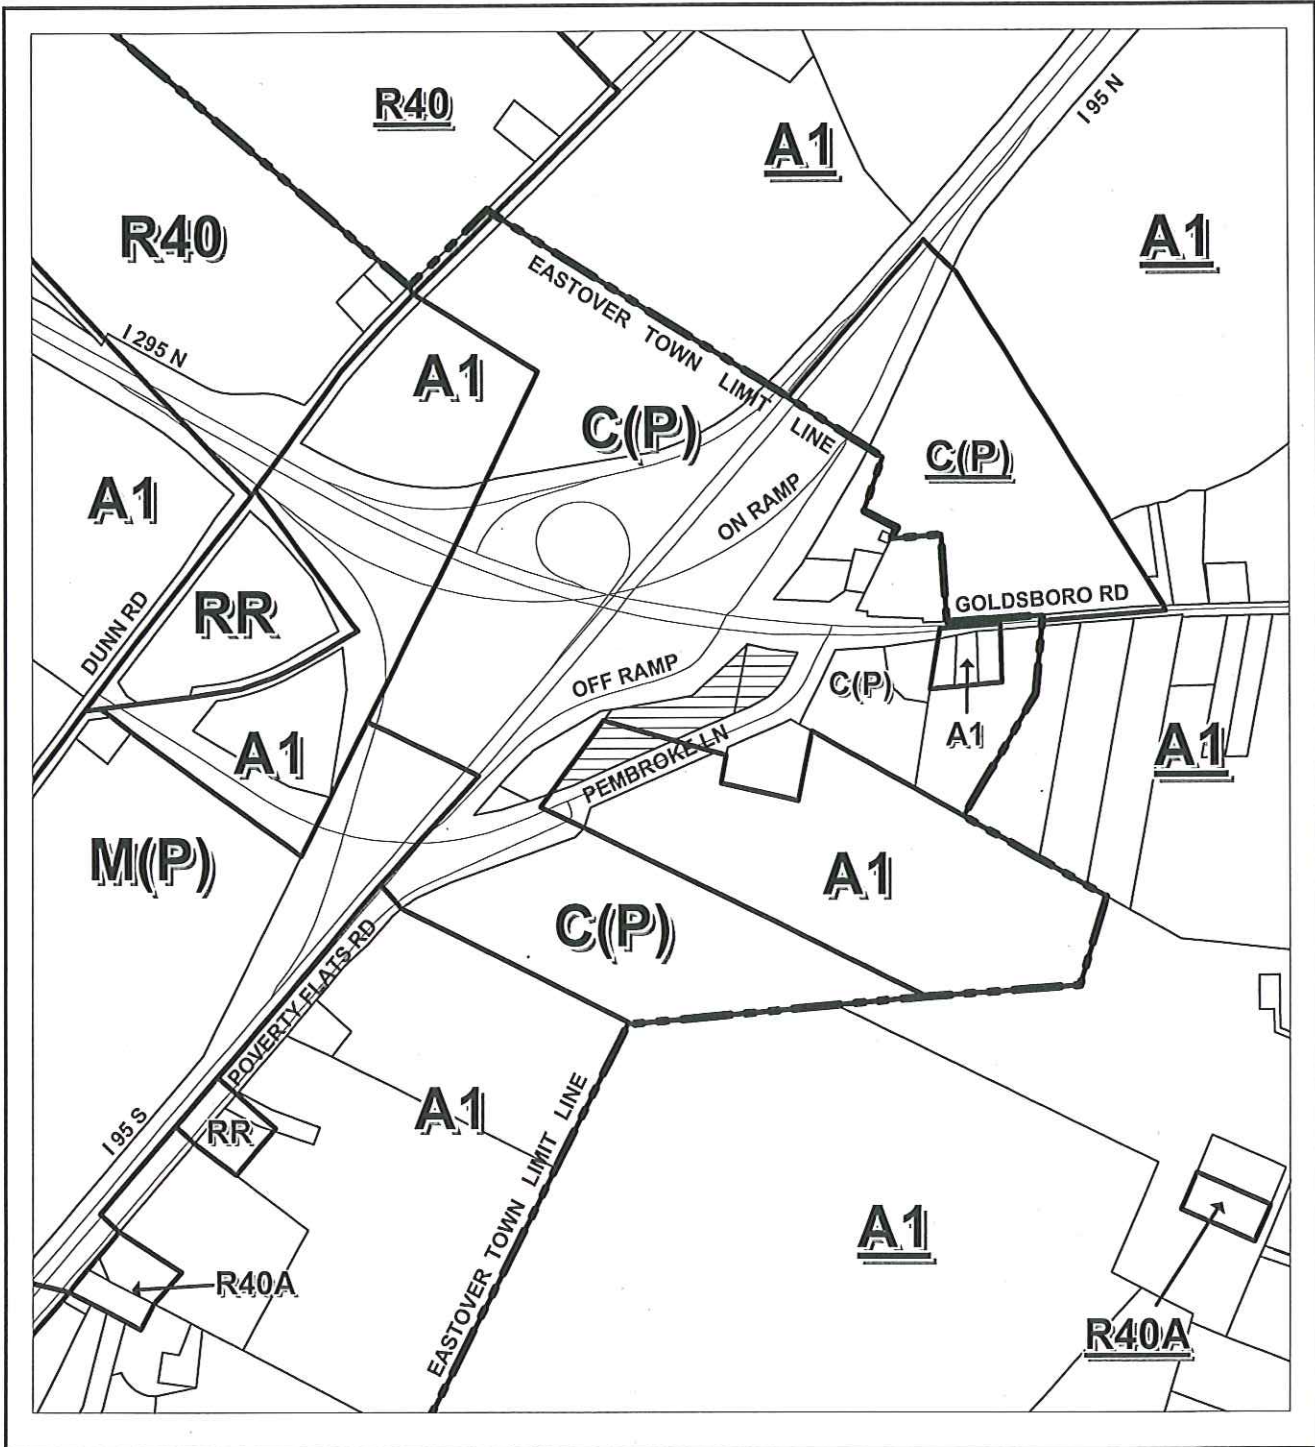 R40
I 95 N
A1
R40
A1
EASTOVER TOWN LIMIT LINE
I 295 N
A1
C(P)
C(P)
A1
ON RAMP
RR
GOLDSBORO RD
DUNN RD
OFF RAMP
C(P)
A1
A1
A1
PEMBROKE LN
M(P)
A1
C(P)
POVERTY FLATS RD
A1
EASTOVER TOWN LIMIT LINE
I 95 S
RR
A1
R40A
R40A